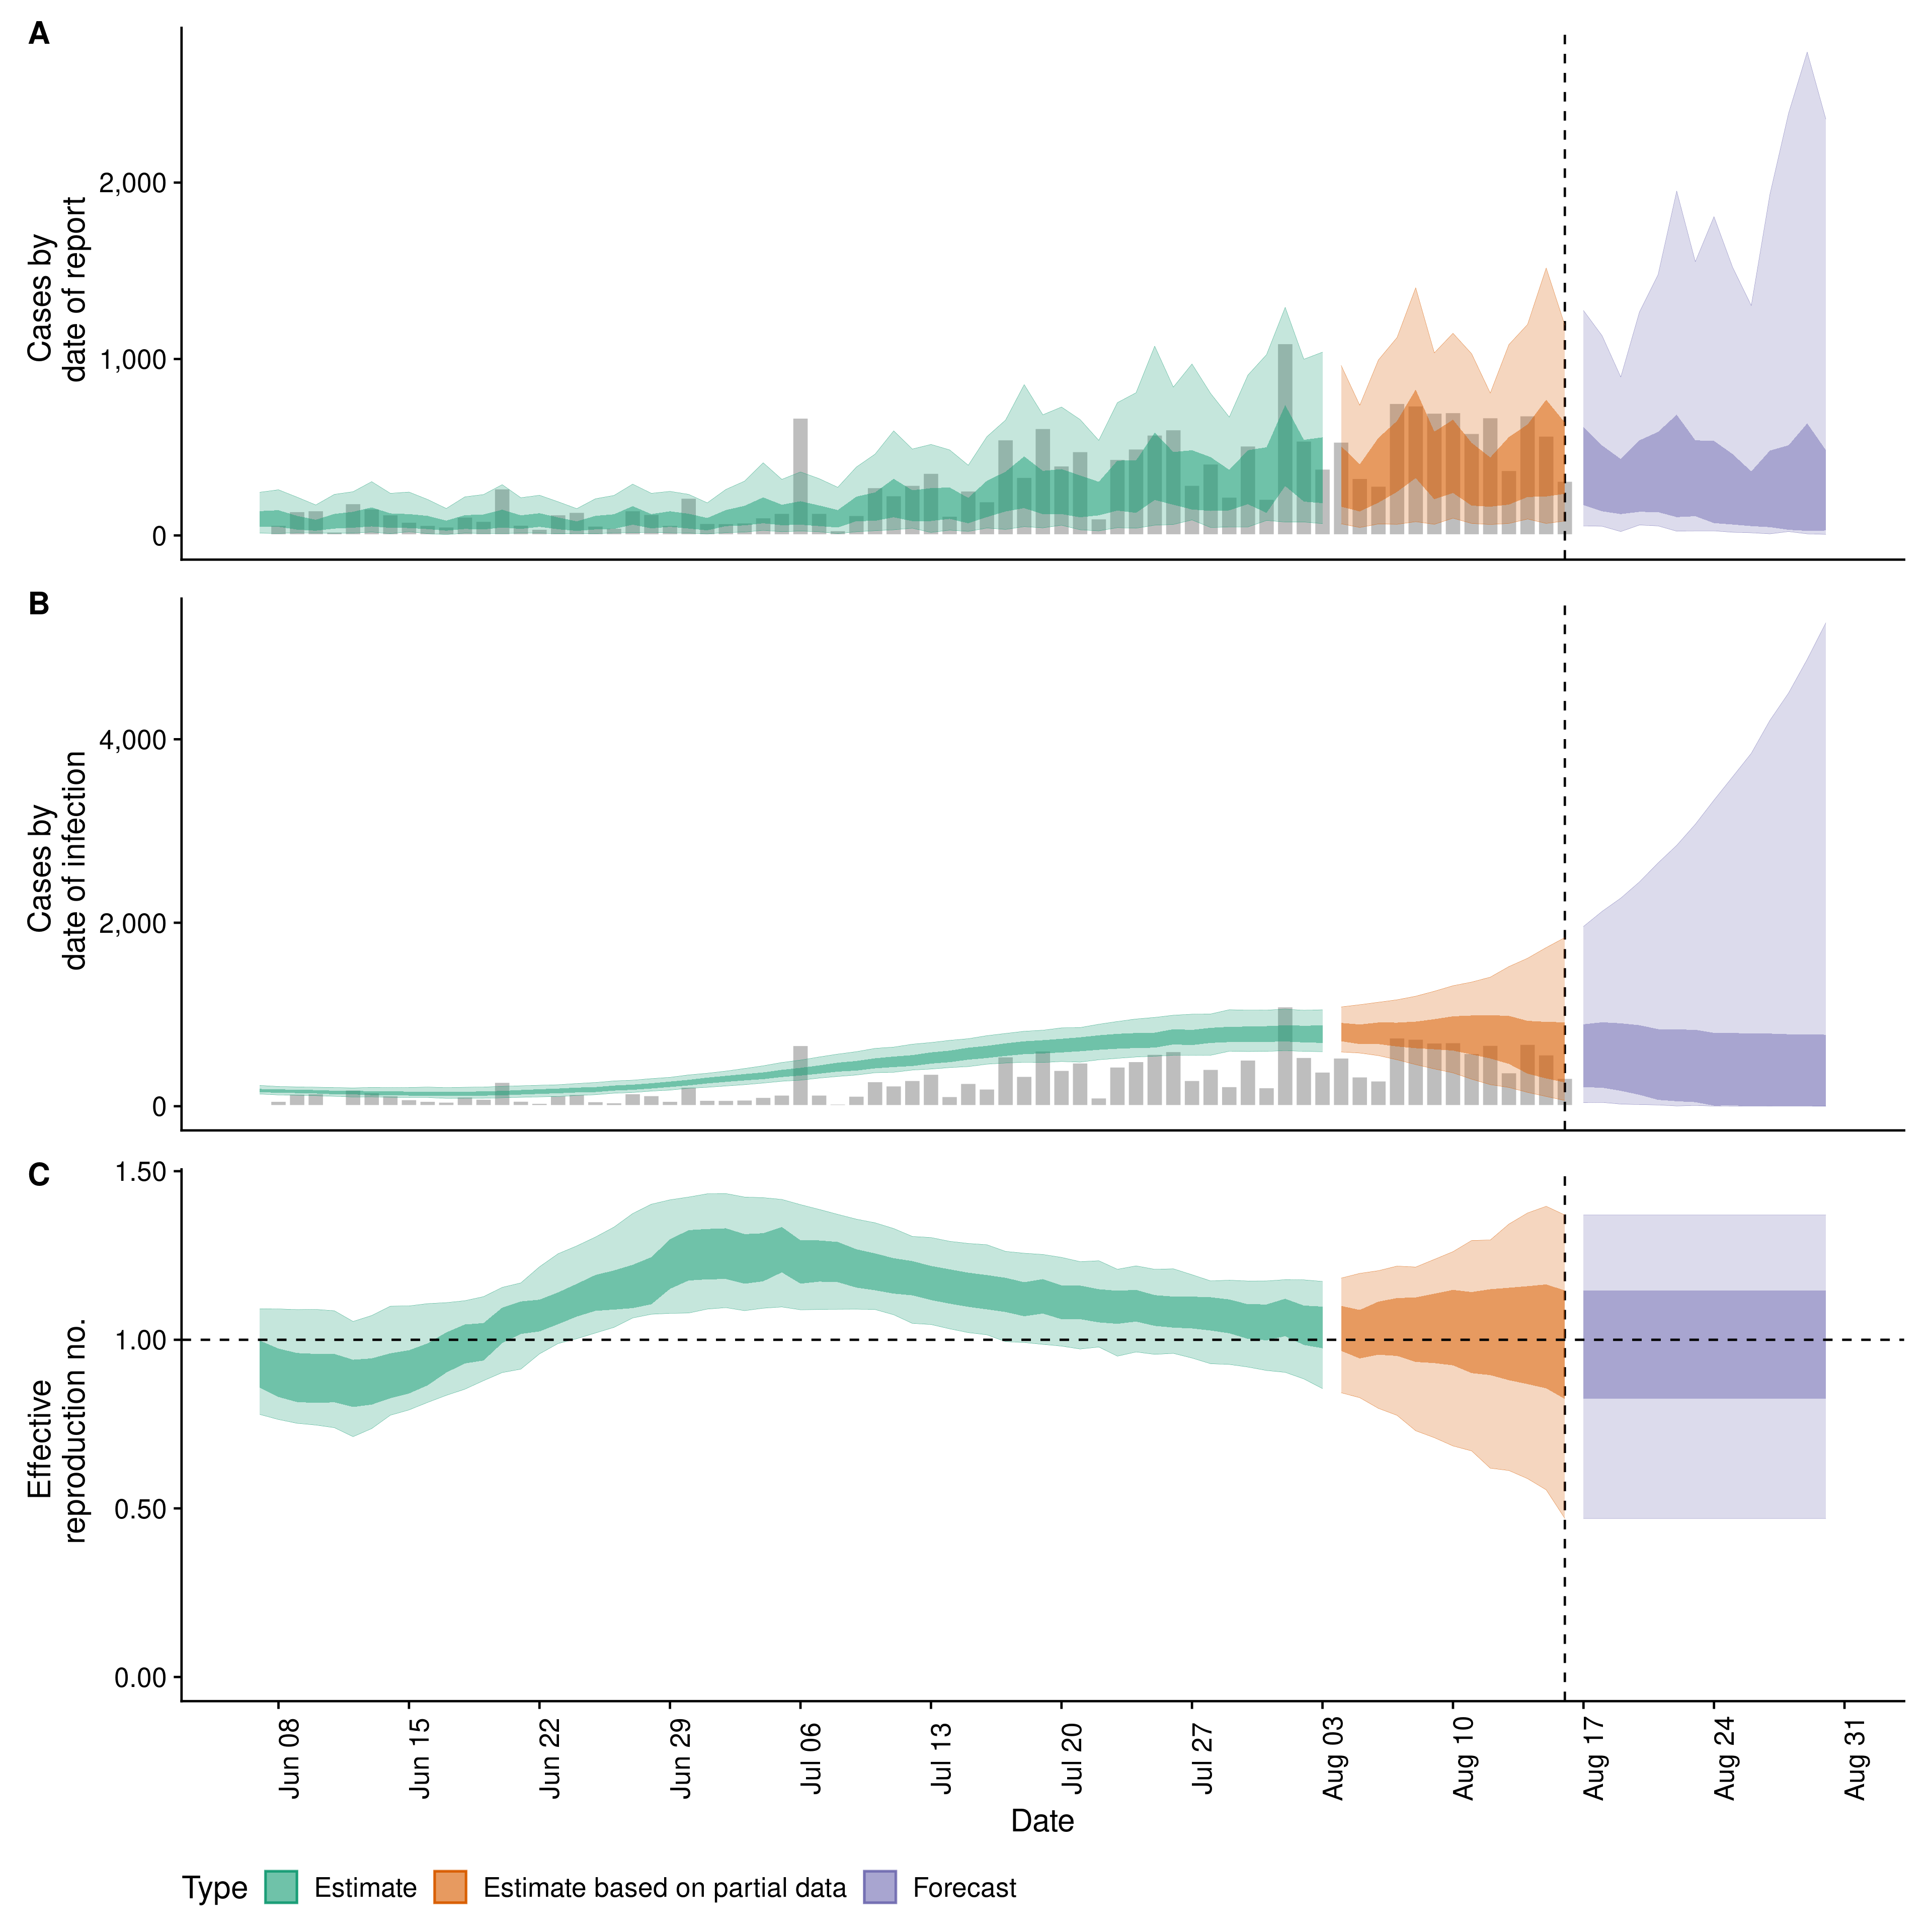 A
Cases by
date of report
2,000
1,000
0
B
Cases by
date of infection
4,000
2,000
0
C
Effective
reproduction no.
1.50
1.00
0.50
0.00
Jun 08
Jun 15
Jun 22
Jun 29
Jul 06
Jul 13
Jul 20
Jul 27
Aug 03
Aug 10
Aug 17
Aug 24
Aug 31
Date
Type Estimate Estimate based on partial data Forecast